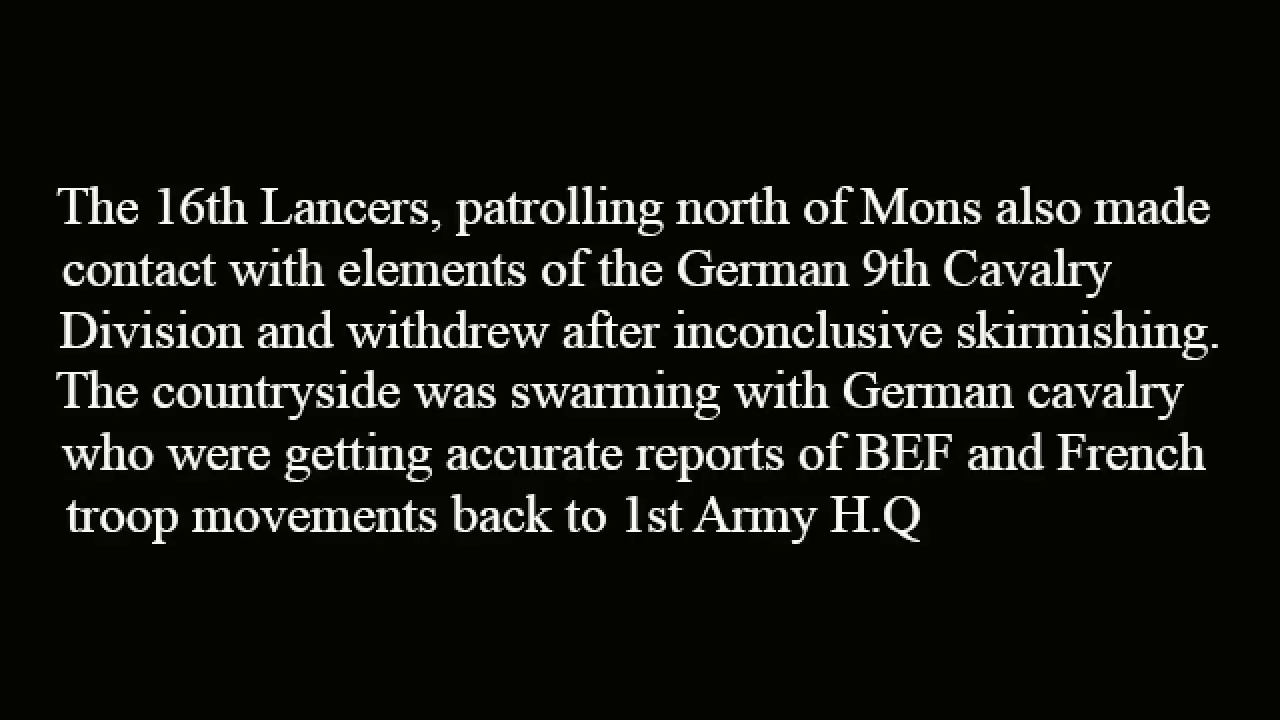 The 16th Lancers, patrolling north of Mons also made
contact with elements of the German 9th Cavalry
Division and withdrew after inconclusive skirmishing.
The countryside was swarming with German cavalry
who were getting accurate reports of BEF and French
troop movements back to 1st Army H.Q